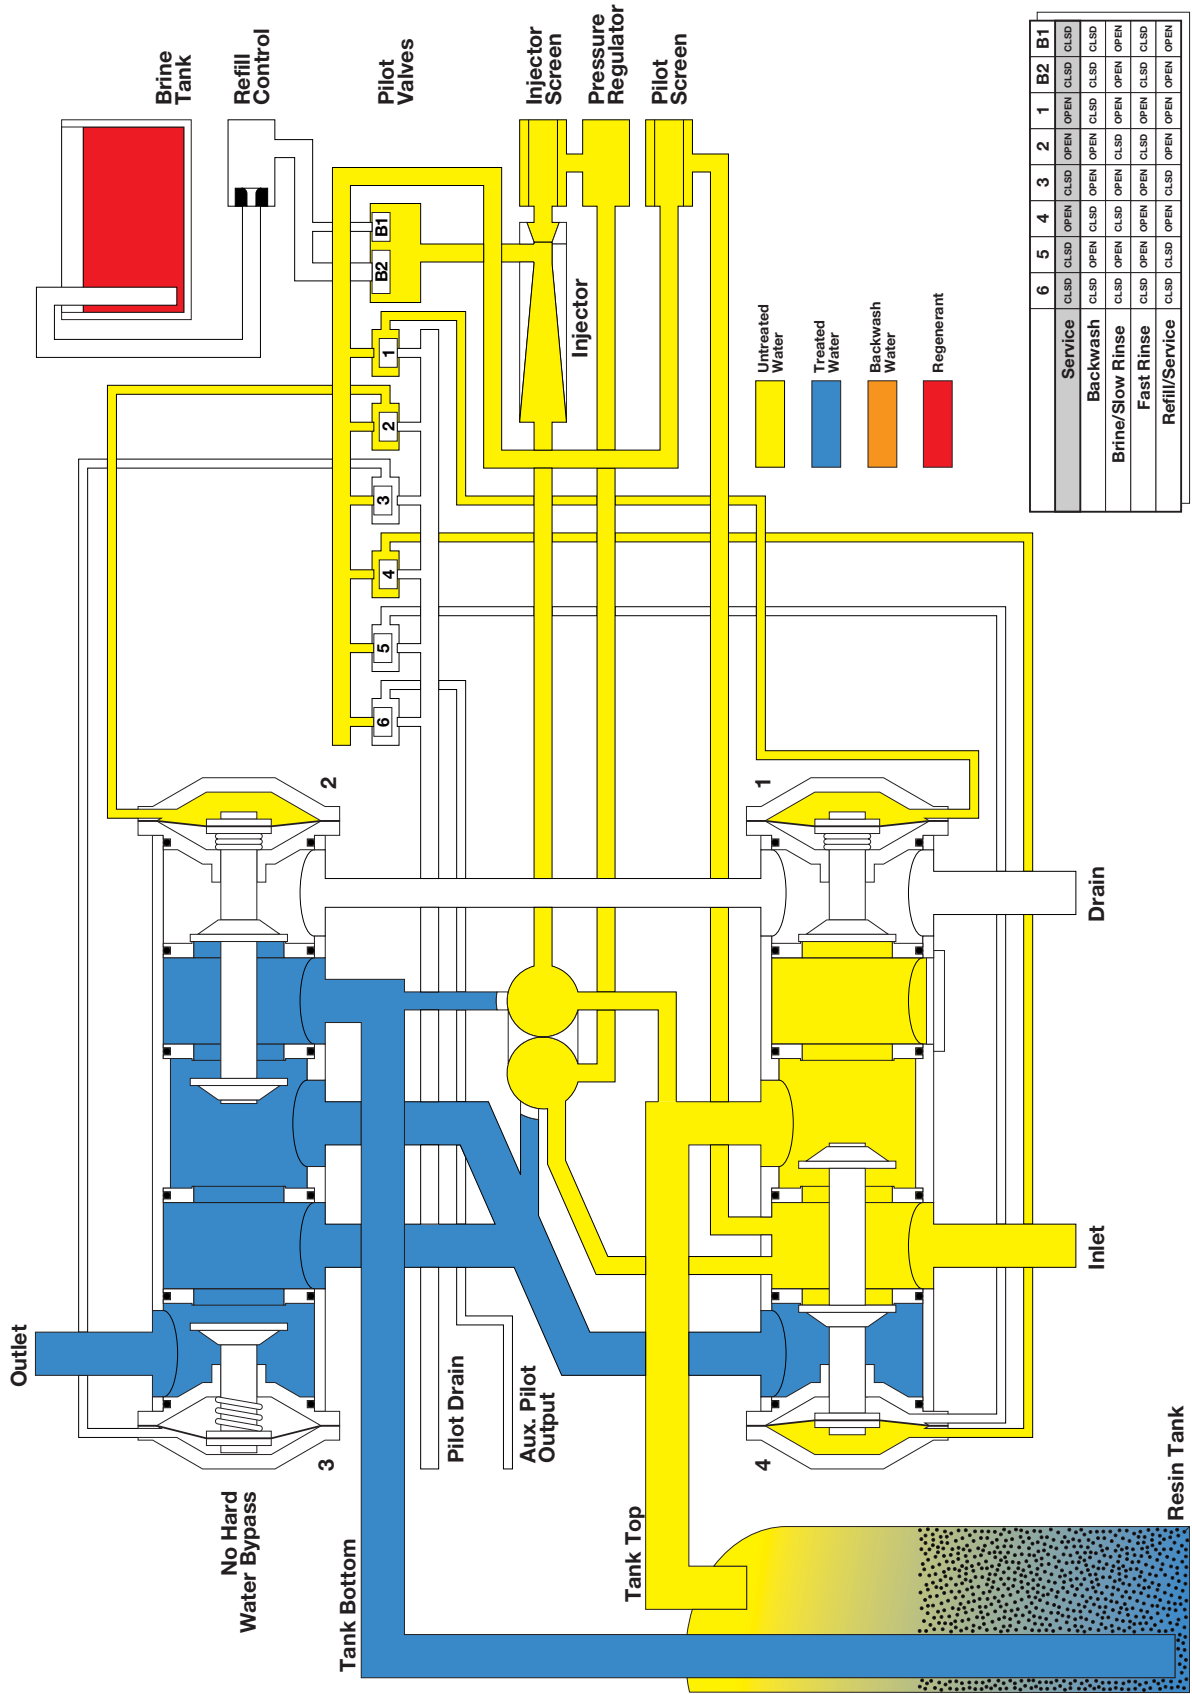 Outlet
No Hard
Water Bypass
3
2
Tank Bottom
Pilot Drain
Aux. Pilot
Output
Tank Top
Resin Tank
4
1
Inlet
Drain
Brine
Tank
Refill
Control
Pilot
Valves
6
5
4
3
2
1
B2
B1
Injector
Screen
Pressure
Regulator
Pilot
Screen
Injector
Untreated
Water
Treated
Water
Backwash
Water
Regenerant
6 5 4 3 2 1 B2 B1
Service CLSD CLSD OPEN CLSD OPEN OPEN CLSD CLSD
Backwash CLSD OPEN CLSD OPEN OPEN CLSD CLSD CLSD
Brine/Slow Rinse CLSD OPEN CLSD OPEN CLSD OPEN OPEN OPEN
Fast Rinse CLSD OPEN OPEN OPEN CLSD OPEN CLSD CLSD
Refill/Service CLSD CLSD OPEN CLSD OPEN OPEN OPEN OPEN